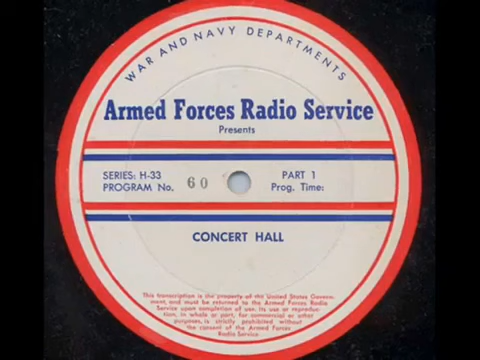 WAR AND NAVY DEPARTMENTS
Armed Forces Radio Service
Presents
SERIES: H-33 PART 1
PROGRAM No. 60 Prog. Time:
CONCERT HALL
This transcription is the property of the United States Govern-
ment, and must be returned to the Armed Forces Radio
Service upon completion of use. Its use or reproduc-
tion, in whole or part, for commercial or other
purposes, is strictly prohibited without
the consent of the Armed Forces
Radio Service.